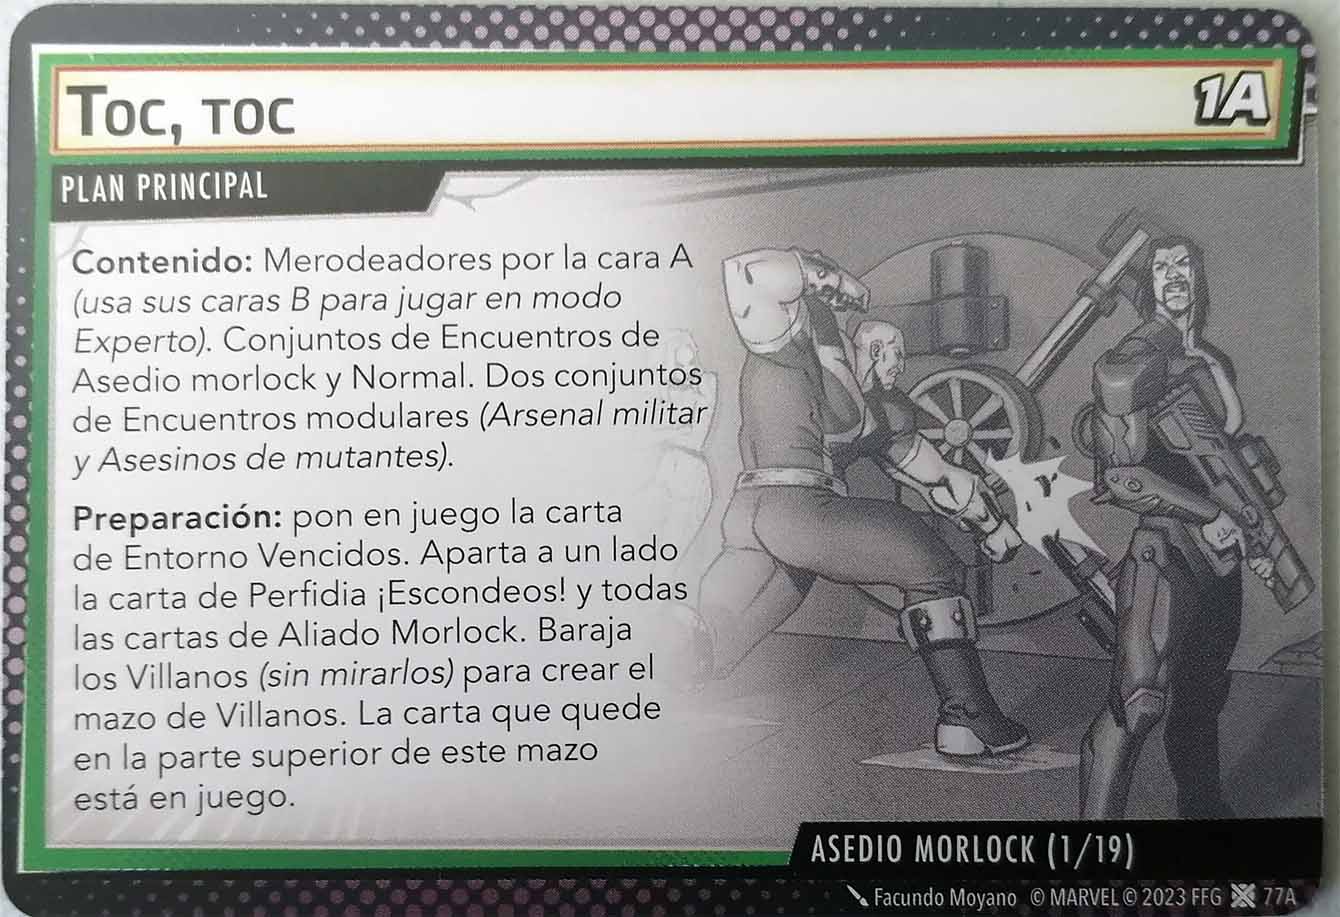 Toc, toc
1A
PLAN PRINCIPAL
Contenido: Merodeadores por la cara A
(usa sus caras B para jugar en modo
Experto). Conjuntos de Encuentros de
Asedio morlock y Normal. Dos conjuntos
de Encuentros modulares (Arsenal militar
y Asesinos de mutantes).
Preparación: pon en juego la carta
de Entorno Vencidos. Aparta a un lado
la carta de Perfidia ¡Escondeos! y todas
las cartas de Aliado Morlock. Baraja
los Villanos (sin mirarlos) para crear el
mazo de Villanos. La carta que quede
en la parte superior de este mazo
está en juego.
ASEDIO MORLOCK (1/19)
Facundo Moyano © MARVEL © 2023 FFG 77A